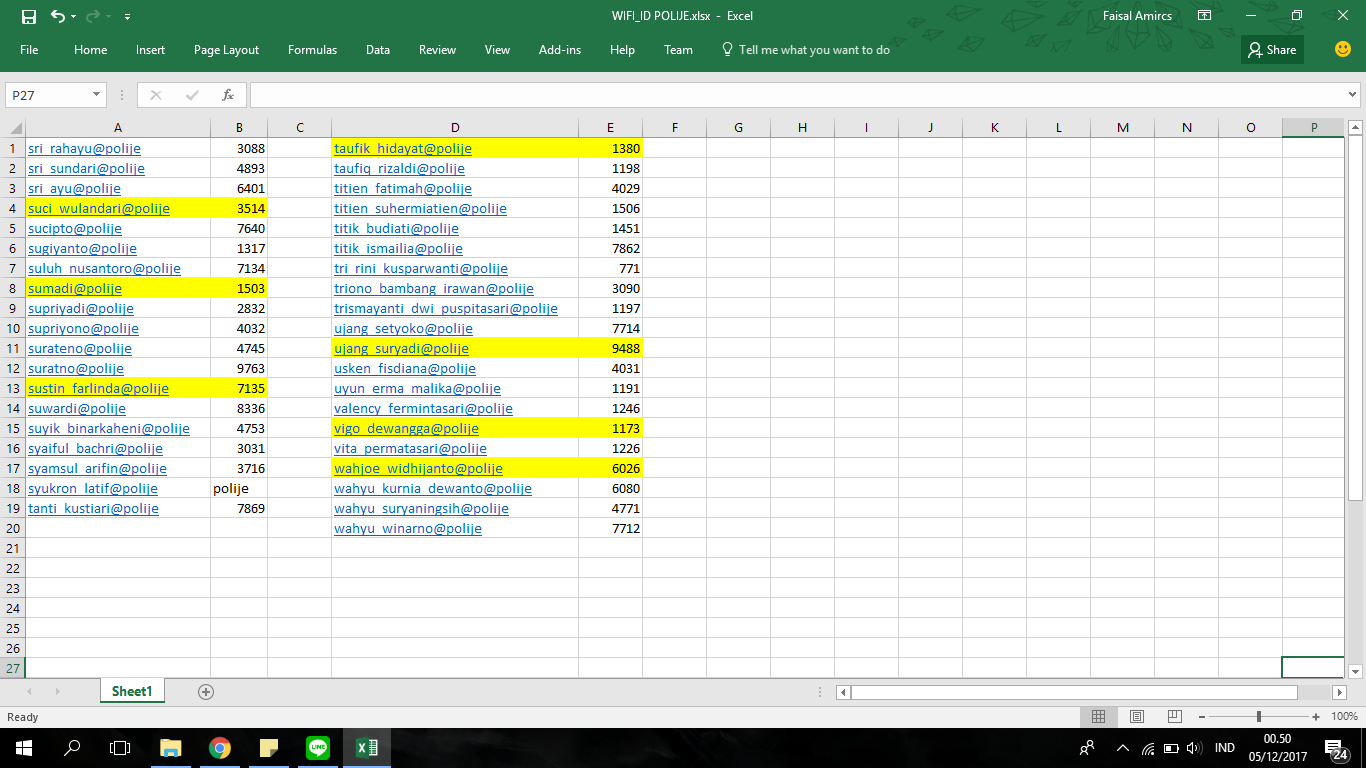 WIFI_ID POLIJE.xlsx - Excel
Faisal Amircs
File Home Insert Page Layout Formulas Data Review View Add-ins Help Team Tell me what you want to do Share
P27 fx
A B C D E F G H I J K L M N O P
1 sri_rahayu@polije 3088 taufik_hidayat@polije 1380
2 sri_sundari@polije 4893 taufiq_rizaldi@polije 1198
3 sri_ayu@polije 6401 titien_fatimah@polije 4029
4 suci_wulandari@polije 3514 titien_suhermiatien@polije 1506
5 sucipto@polije 7640 titik_budiati@polije 1451
6 sugiyanto@polije 1317 titik_ismailia@polije 7862
7 suluh_nusantoro@polije 7134 tri_rini_kusparwanti@polije 771
8 sumadi@polije 1503 triono_bambang_irawan@polije 3090
9 supriyadi@polije 2832 trismayanti_dwi_puspitasari@polije 1197
10 supriyono@polije 4032 ujang_setyoko@polije 7714
11 surateno@polije 4745 ujang_suryadi@polije 9488
12 suratno@polije 9763 usken_fisdiana@polije 4031
13 sustin_farlinda@polije 7135 uyun_erma_malika@polije 1191
14 suwardi@polije 8336 valency_fermintasari@polije 1246
15 suyik_binarkaheni@polije 4753 vigo_dewangga@polije 1173
16 syaiful_bachri@polije 3031 vita_permatasari@polije 1226
17 syamsul_arifin@polije 3716 wahjoe_widhijanto@polije 6026
18 syukron_latif@polije polije wahyu_kurnia_dewanto@polije 6080
19 tanti_kustiari@polije 7869 wahyu_suryaningsih@polije 4771
20 wahyu_winarno@polije 7712
21
22
23
24
25
26
27
Sheet1
Ready 100%
LINE IND 00.50
05/12/2017 24